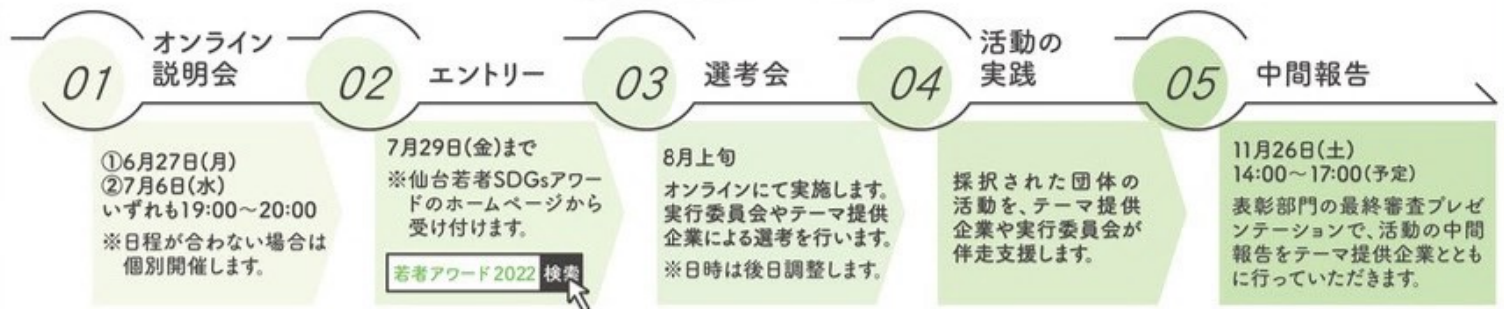 01
オンライン
説明会
①6月27日(月)
②7月6日(水)
いずれも19:00～20:00
※日程が合わない場合は
個別開催します。
02
エントリー
7月29日(金)まで
※仙台若者SDGsアワー
ドのホームページから
受け付けます。
若者アワード2022 検索
03
選考会
8月上旬
オンラインにて実施します。
実行委員会やテーマ提供
企業による選考を行います。
※日時は後日調整します。
04
活動の
実践
採択された団体の
活動を、テーマ提供
企業や実行委員会が
伴走支援します。
05
中間報告
11月26日(土)
14:00～17:00(予定)
表彰部門の最終審査プレゼ
ンテーションで、活動の中間
報告をテーマ提供企業ととも
に行っていただきます。